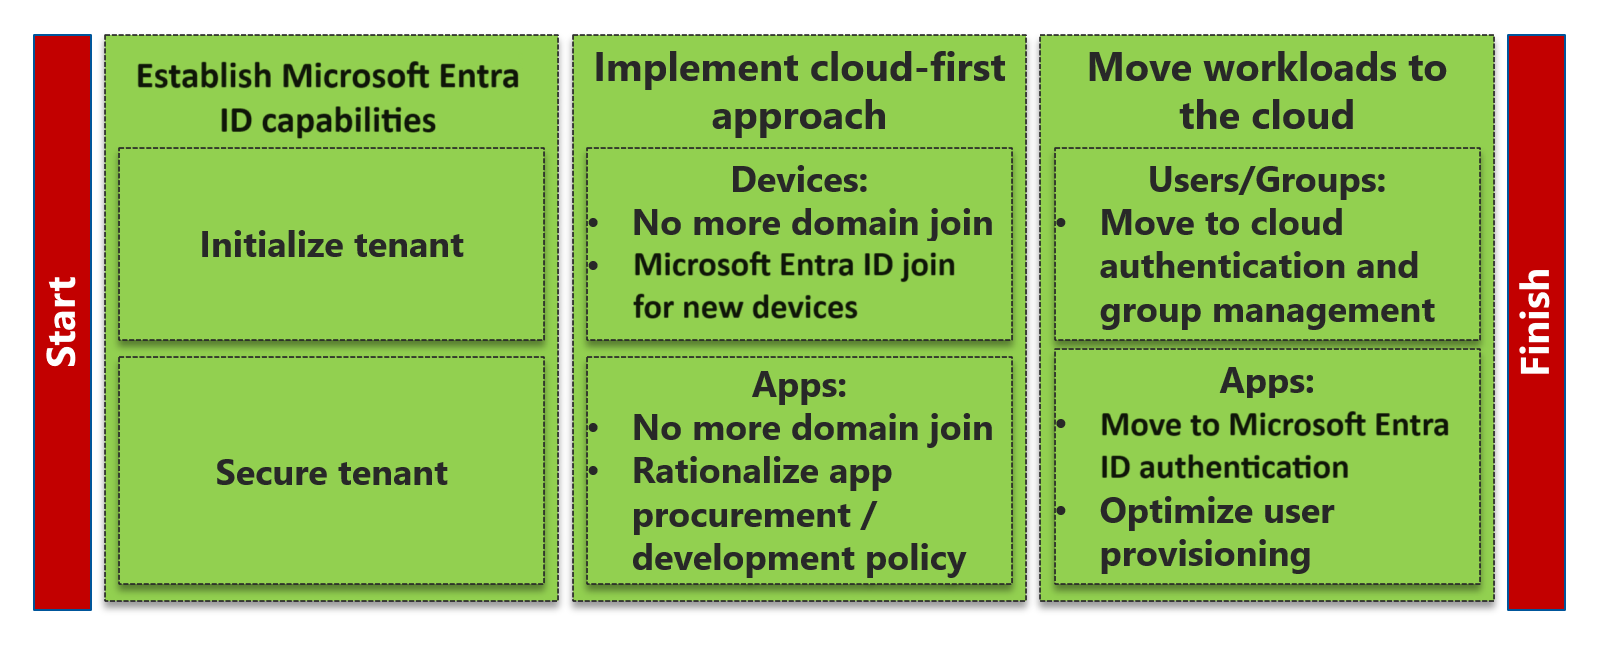 Start
Establish Microsoft Entra
ID capabilities
Initialize tenant
Secure tenant
Implement cloud-first
approach
Devices:
• No more domain join
• Microsoft Entra ID join
for new devices
Apps:
• No more domain join
• Rationalize app
procurement /
development policy
Move workloads to
the cloud
Users/Groups:
• Move to cloud
authentication and
group management
Apps:
• Move to Microsoft Entra
ID authentication
• Optimize user
provisioning
Finish